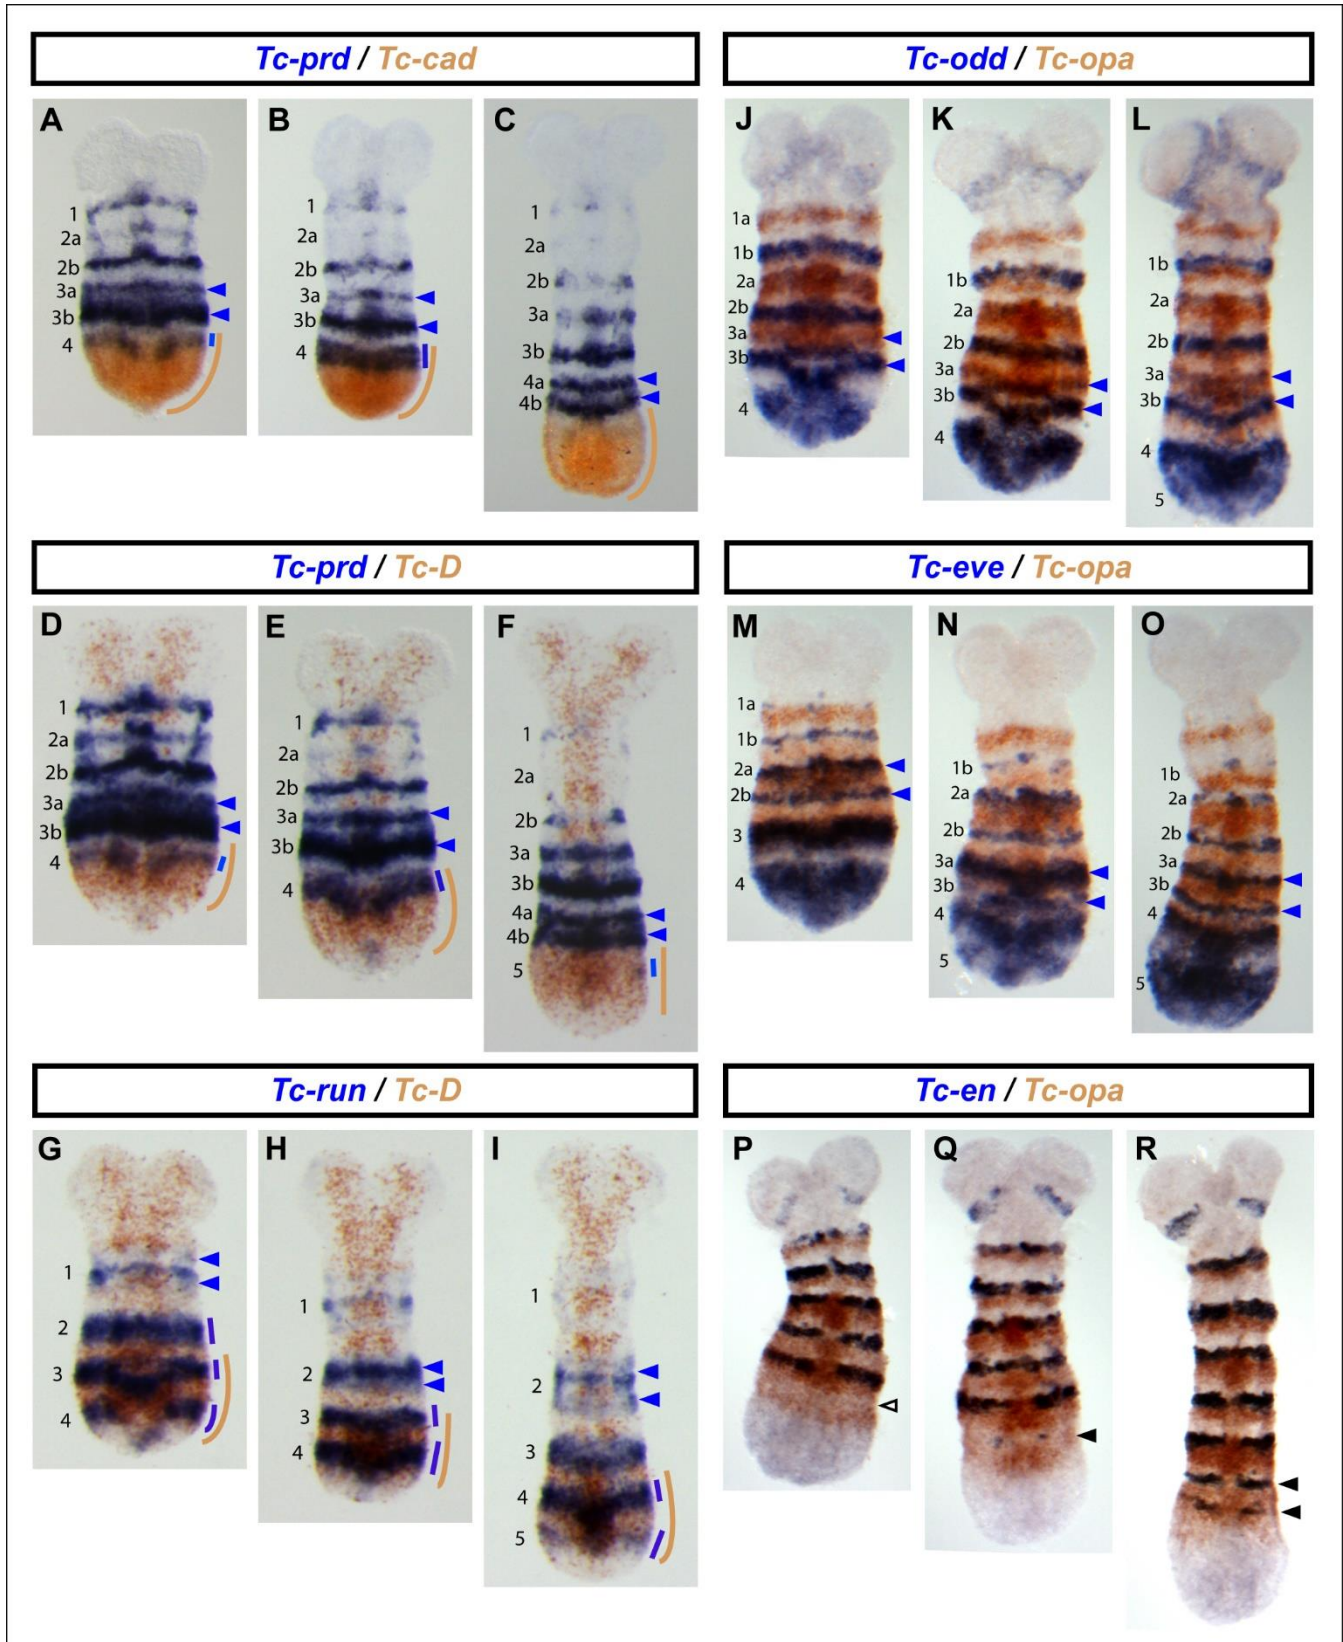 Tc-prd / Tc-cad
A
1
2a
2b
3a
3b
4
B
1
2a
2b
3a
3b
4
C
1
2a
2b
3a
3b
4a
4b
Tc-odd / Tc-opa
J
1a
1b
2a
2b
3a
3b
4
K
1b
2a
2b
3a
3b
4
L
1b
2a
2b
3a
3b
4
5
Tc-prd / Tc-D
D
1
2a
2b
3a
3b
4
E
1
2a
2b
3a
3b
4
F
1
2a
2b
3a
3b
4a
4b
5
Tc-eve / Tc-opa
M
1a
1b
2a
2b
3
4
N
1b
2a
2b
3a
3b
4
5
O
1b
2a
2b
3a
3b
4
5
Tc-run / Tc-D
G
1
2
3
4
H
1
2
3
4
I
1
2
3
4
5
Tc-en / Tc-opa
P
Q
R